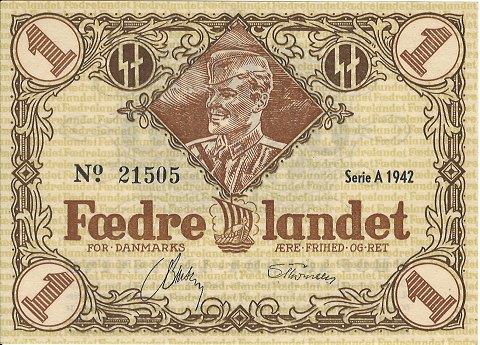 1 1
Nº 21505 Serie A 1942
Fædrelandet
FOR·DANMARKS ÆRE·FRIHED·OG·RET
1 1